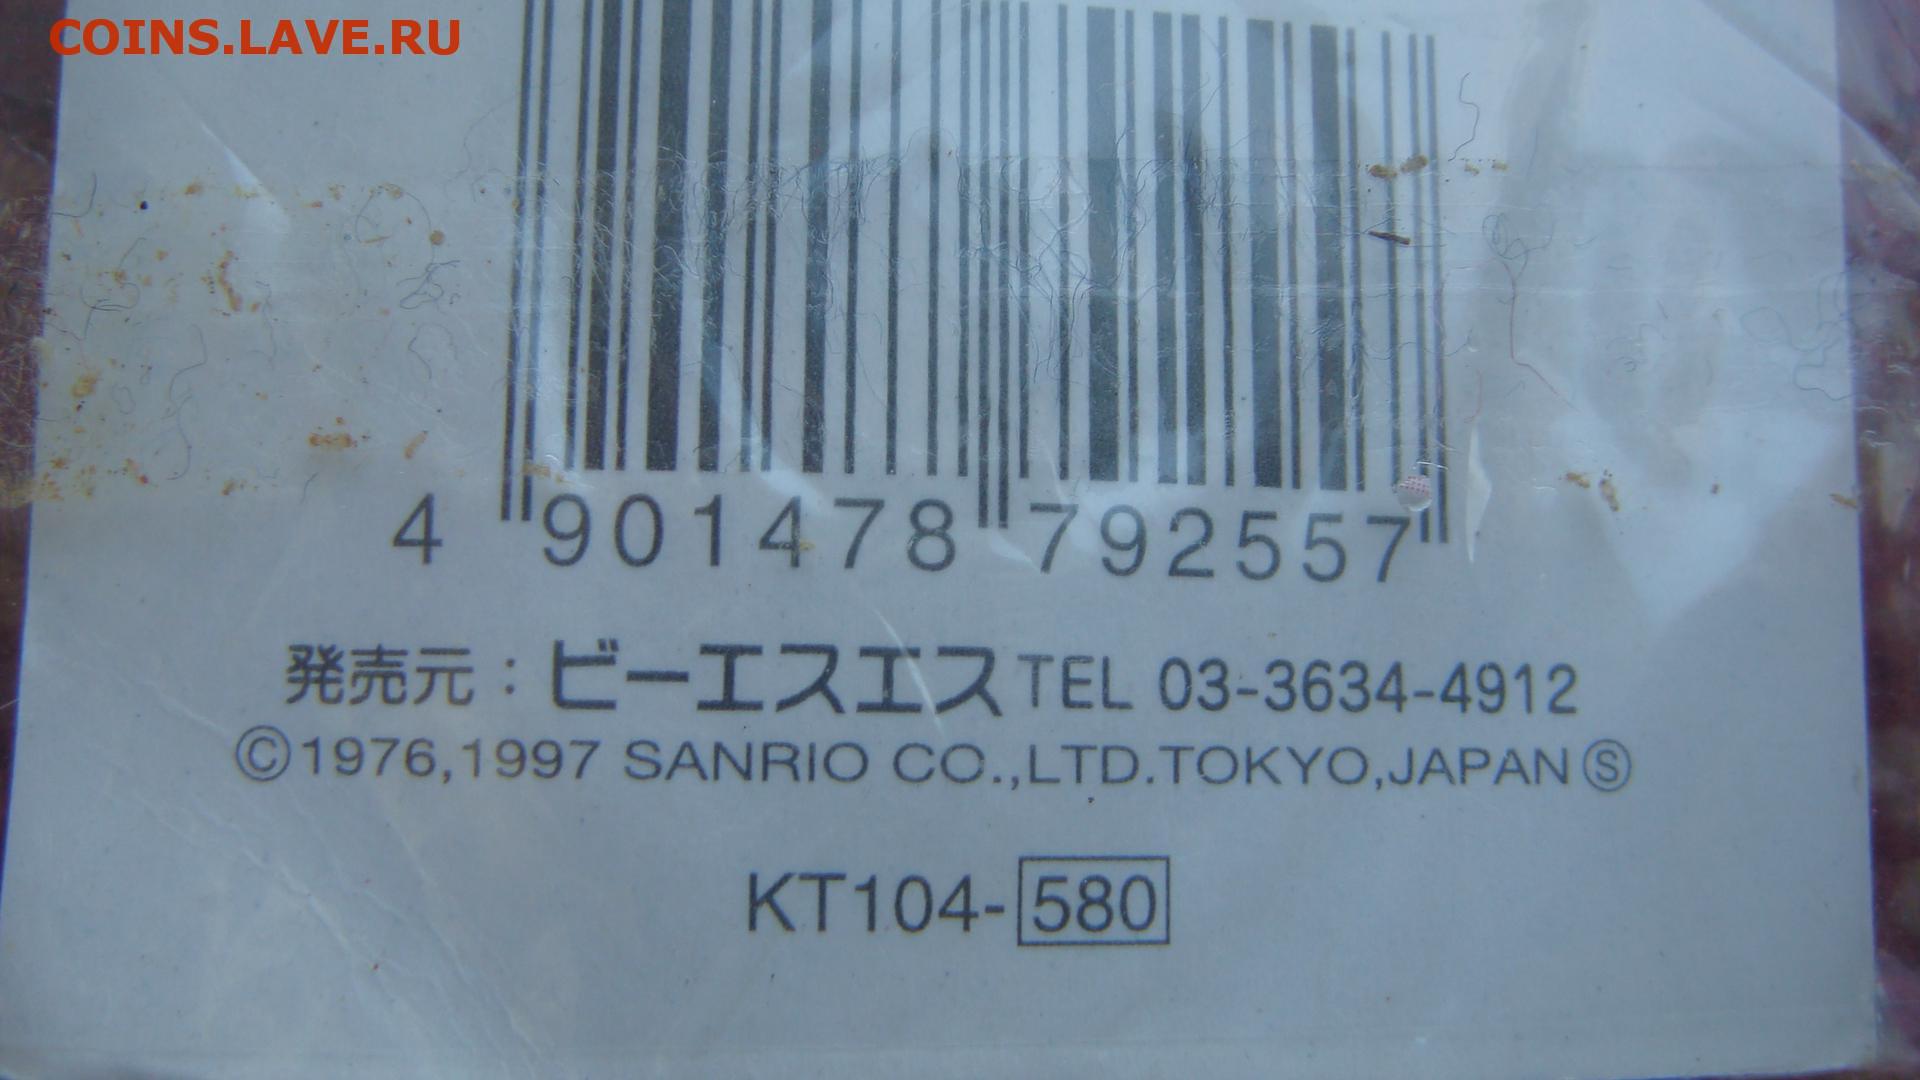 COINS.LAVE.RU
4 901478 792557
発売元：ビーエスエス TEL 03-3634-4912
©1976,1997 SANRIO CO.,LTD.TOKYO,JAPAN Ⓢ
KT104-580